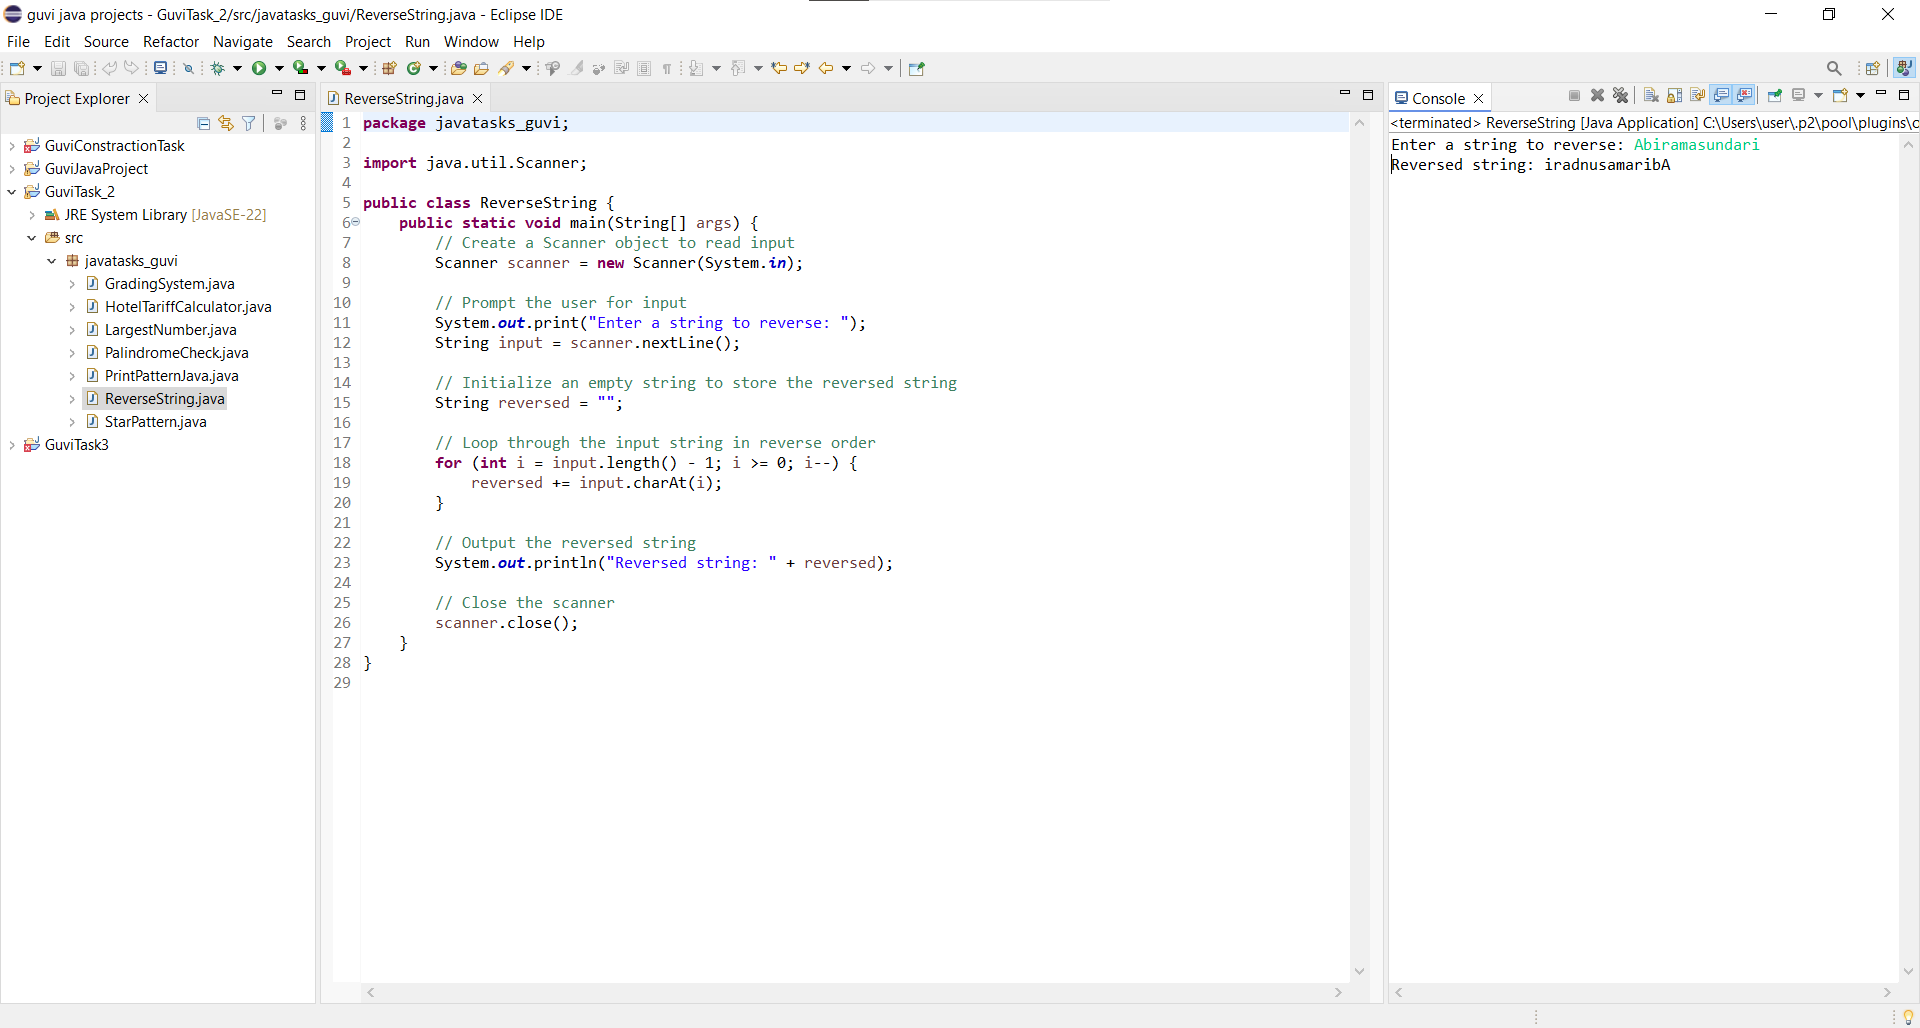 guvi java projects - GuviTask_2/src/javatasks_guvi/ReverseString.java - Eclipse IDE
File Edit Source Refactor Navigate Search Project Run Window Help
Project Explorer
GuviConstractionTask
GuviJavaProject
GuviTask_2
JRE System Library [JavaSE-22]
src
javatasks_guvi
GradingSystem.java
HotelTariffCalculator.java
LargestNumber.java
PalindromeCheck.java
PrintPatternJava.java
ReverseString.java
StarPattern.java
GuviTask3
ReverseString.java
1 package javatasks_guvi;
2
3 import java.util.Scanner;
4
5 public class ReverseString {
6     public static void main(String[] args) {
7         // Create a Scanner object to read input
8         Scanner scanner = new Scanner(System.in);
9
10         // Prompt the user for input
11         System.out.print("Enter a string to reverse: ");
12         String input = scanner.nextLine();
13
14         // Initialize an empty string to store the reversed string
15         String reversed = "";
16
17         // Loop through the input string in reverse order
18         for (int i = input.length() - 1; i >= 0; i--) {
19             reversed += input.charAt(i);
20         }
21
22         // Output the reversed string
23         System.out.println("Reversed string: " + reversed);
24
25         // Close the scanner
26         scanner.close();
27     }
28 }
29
Console
<terminated> ReverseString [Java Application] C:\Users\user\.p2\pool\plugins\o
Enter a string to reverse: Abiramasundari
Reversed string: iradnusamaribA